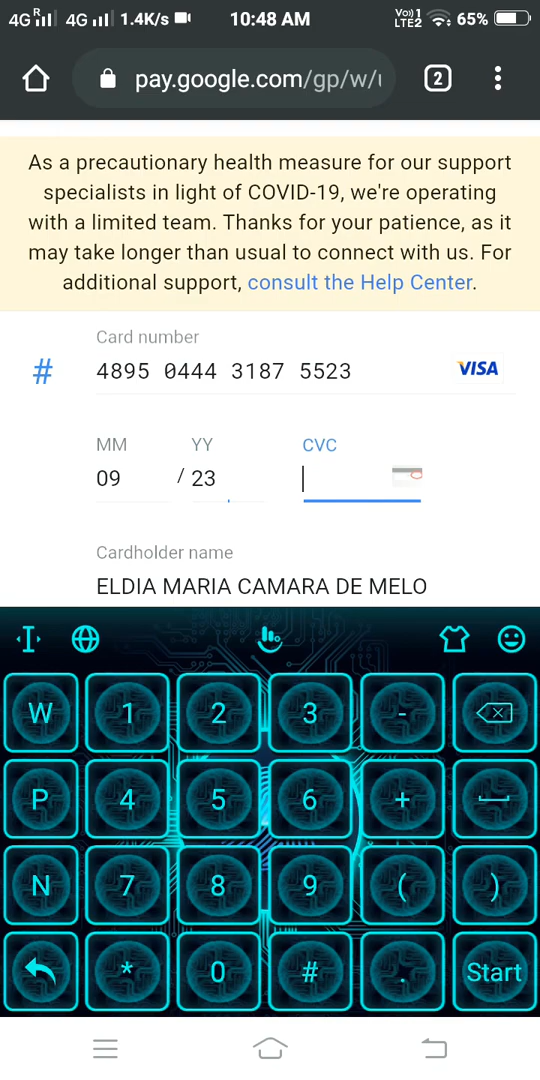 4G R 4G 1.4K/s 10:48 AM Vo)) 1 LTE2 65%
pay.google.com/gp/w/u 2
As a precautionary health measure for our support
specialists in light of COVID-19, we're operating
with a limited team. Thanks for your patience, as it
may take longer than usual to connect with us. For
additional support, consult the Help Center.
Card number
# 4895 0444 3187 5523 VISA
MM YY CVC
09 / 23
Cardholder name
ELDIA MARIA CAMARA DE MELO
W 1 2 3 -
P 4 5 6 +
N 7 8 9 ( )
* 0 # . Start